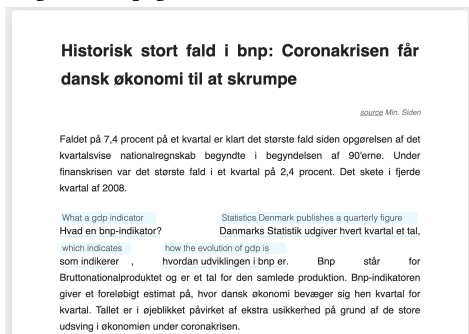 Historisk stort fald i bnp: Coronakrisen får
dansk økonomi til at skrumpe
source Min. Siden
Faldet på 7,4 procent på et kvartal er klart det største fald siden opgørelsen af det
kvartalsvise nationalregnskab begyndte i begyndelsen af 90'erne. Under
finanskrisen var det største fald i et kvartal på 2,4 procent. Det skete i fjerde
kvartal af 2008.
What a gdp indicator Statistics Denmark publishes a quarterly figure
Hvad en bnp-indikator? Danmarks Statistik udgiver hvert kvartal et tal,
which indicates how the evolution of gdp is
som indikerer , hvordan udviklingen i bnp er. Bnp står for
Bruttonationalproduktet og er et tal for den samlede produktion. Bnp-indikatoren
giver et foreløbigt estimat på, hvor dansk økonomi bevæger sig hen kvartal for
kvartal. Tallet er i øjeblikket påvirket af ekstra usikkerhed på grund af de store
udsving i økonomien under coronakrisen.